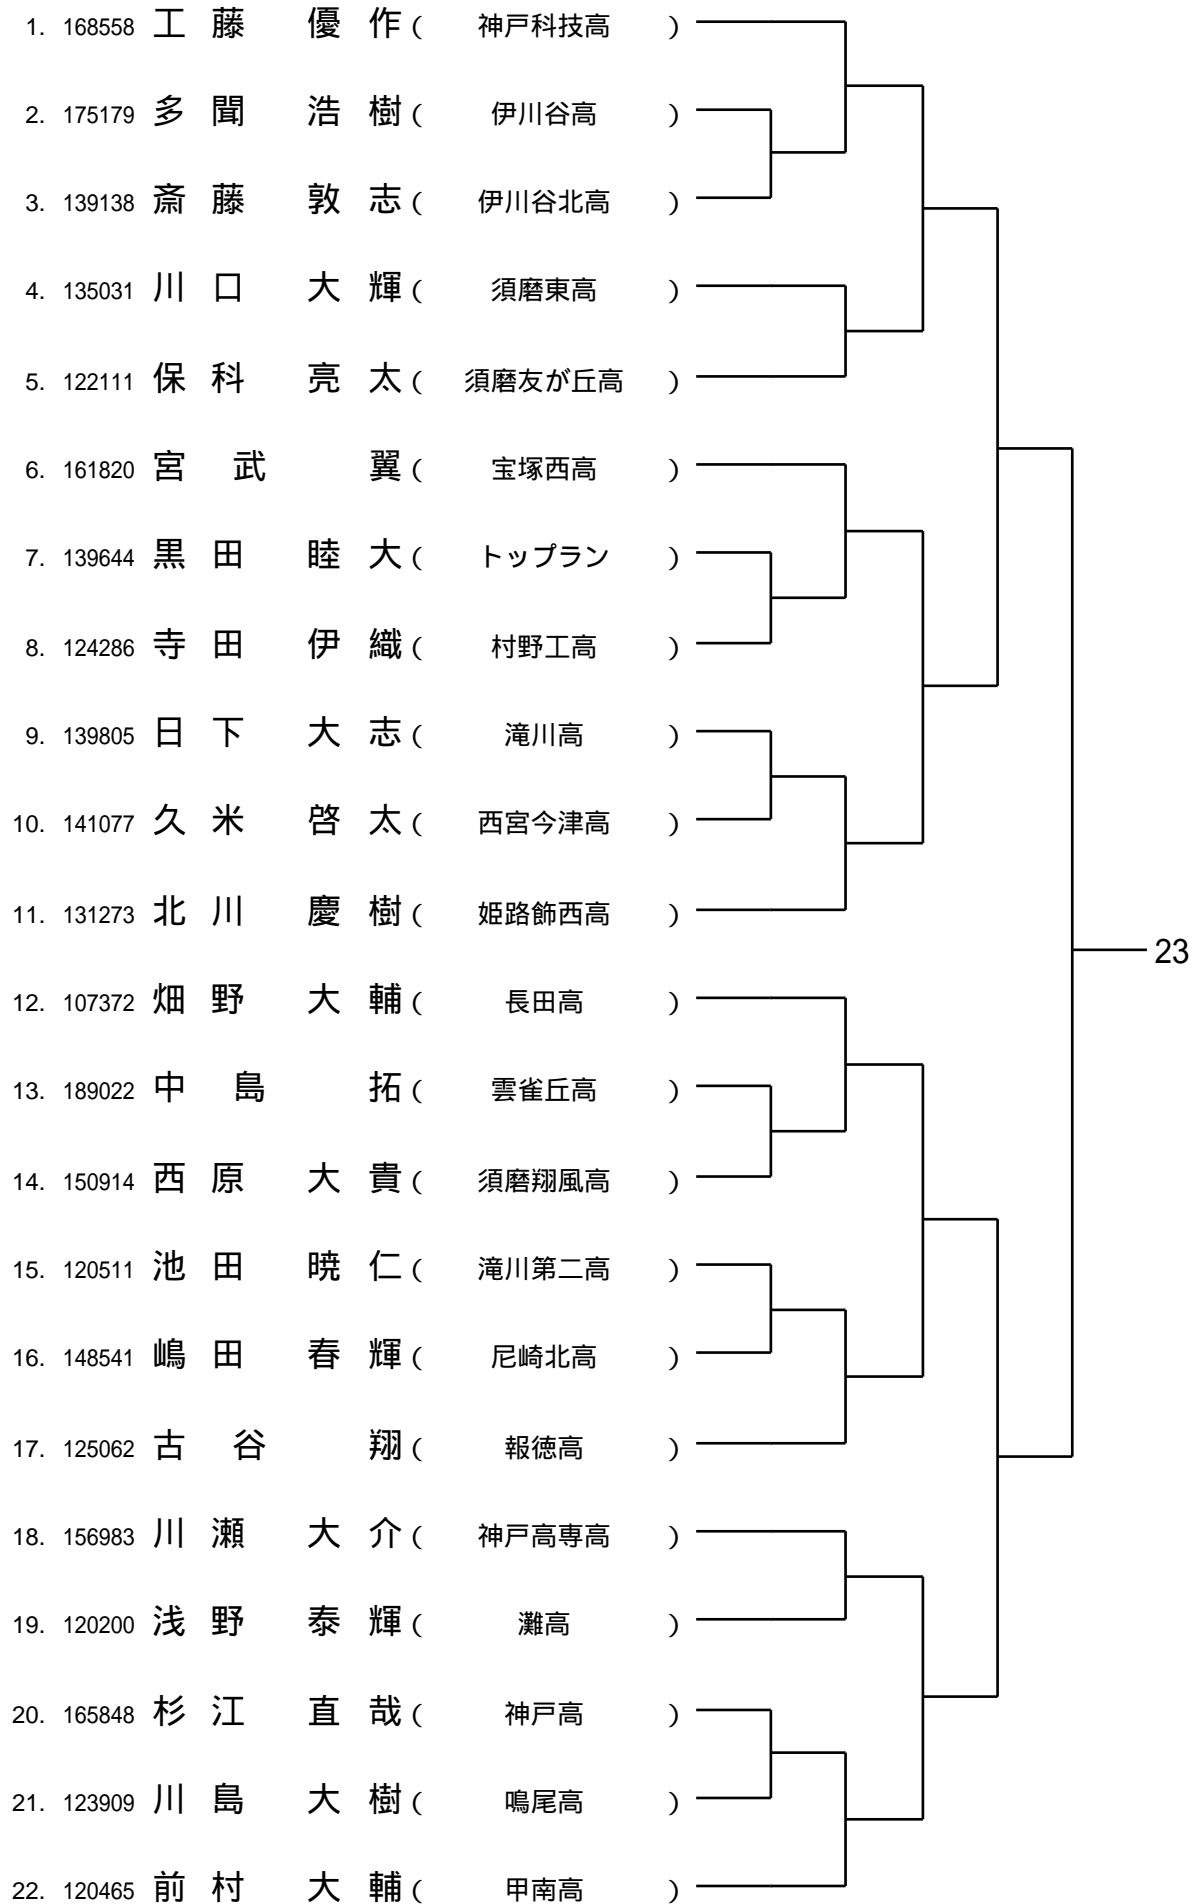 1. 168558 工藤 優作( 神戸科技高 )
2. 175179 多聞 浩樹( 伊川谷高 )
3. 139138 斎藤 敦志( 伊川谷北高 )
4. 135031 川口 大輝( 須磨東高 )
5. 122111 保科 亮太( 須磨友が丘高 )
6. 161820 宮武 翼( 宝塚西高 )
7. 139644 黒田 睦大( トップラン )
8. 124286 寺田 伊織( 村野工高 )
9. 139805 日下 大志( 滝川高 )
10. 141077 久米 啓太( 西宮今津高 )
11. 131273 北川 慶樹( 姫路飾西高 )
23
12. 107372 畑野 大輔( 長田高 )
13. 189022 中島 拓( 雲雀丘高 )
14. 150914 西原 大貴( 須磨翔風高 )
15. 120511 池田 暁仁( 滝川第二高 )
16. 148541 嶋田 春輝( 尼崎北高 )
17. 125062 古谷 翔( 報徳高 )
18. 156983 川瀬 大介( 神戸高専高 )
19. 120200 浅野 泰輝( 灘高 )
20. 165848 杉江 直哉( 神戸高 )
21. 123909 川島 大樹( 鳴尾高 )
22. 120465 前村 大輔( 甲南高 )